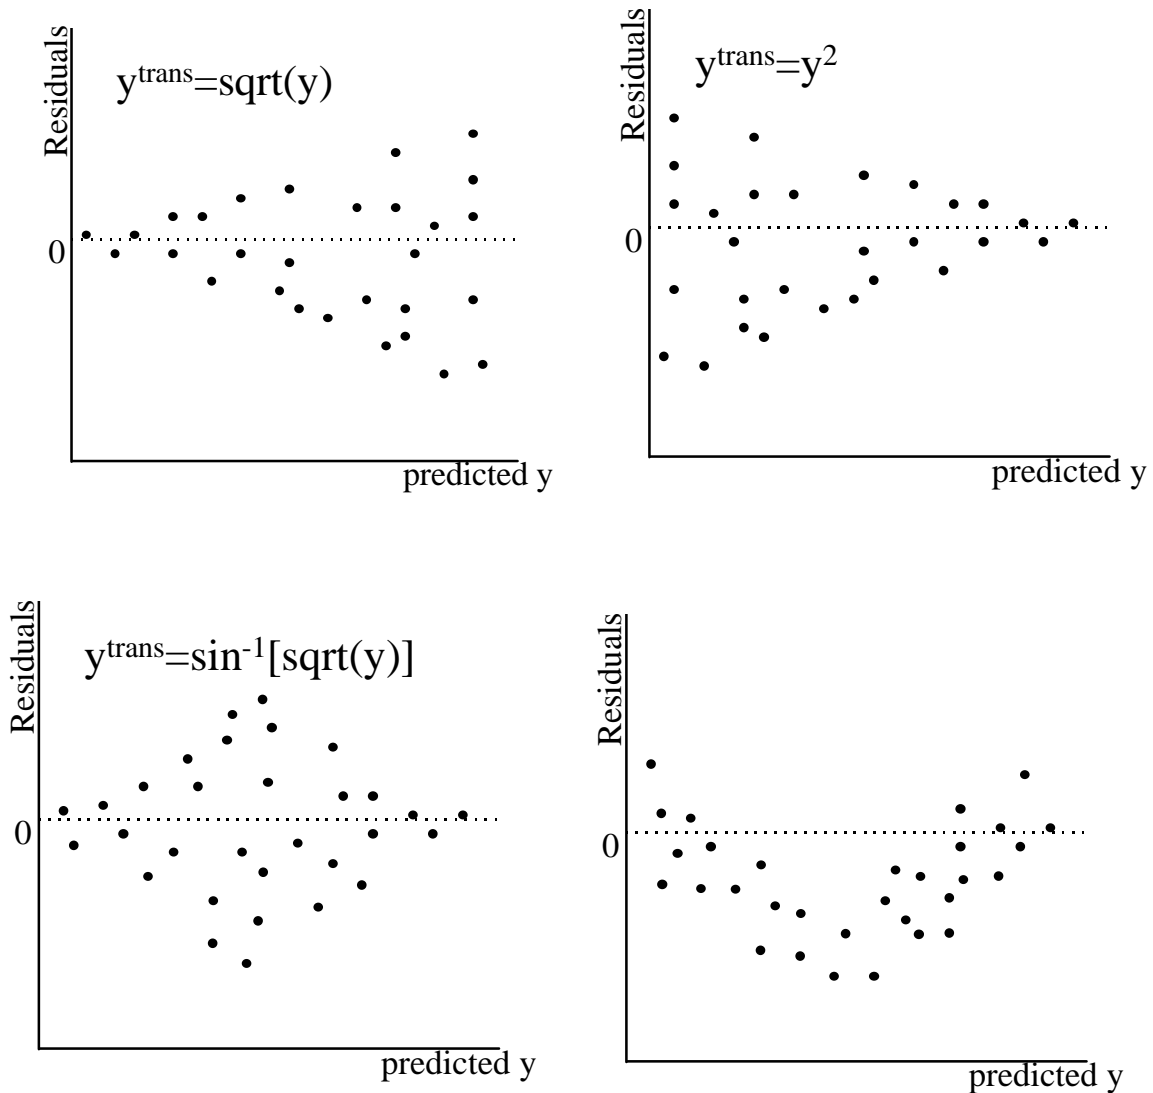 Residuals
y^trans=sqrt(y)
0
predicted y
Residuals
y^trans=y^2
0
predicted y
Residuals
y^trans=sin^-1[sqrt(y)]
0
predicted y
Residuals
0
predicted y